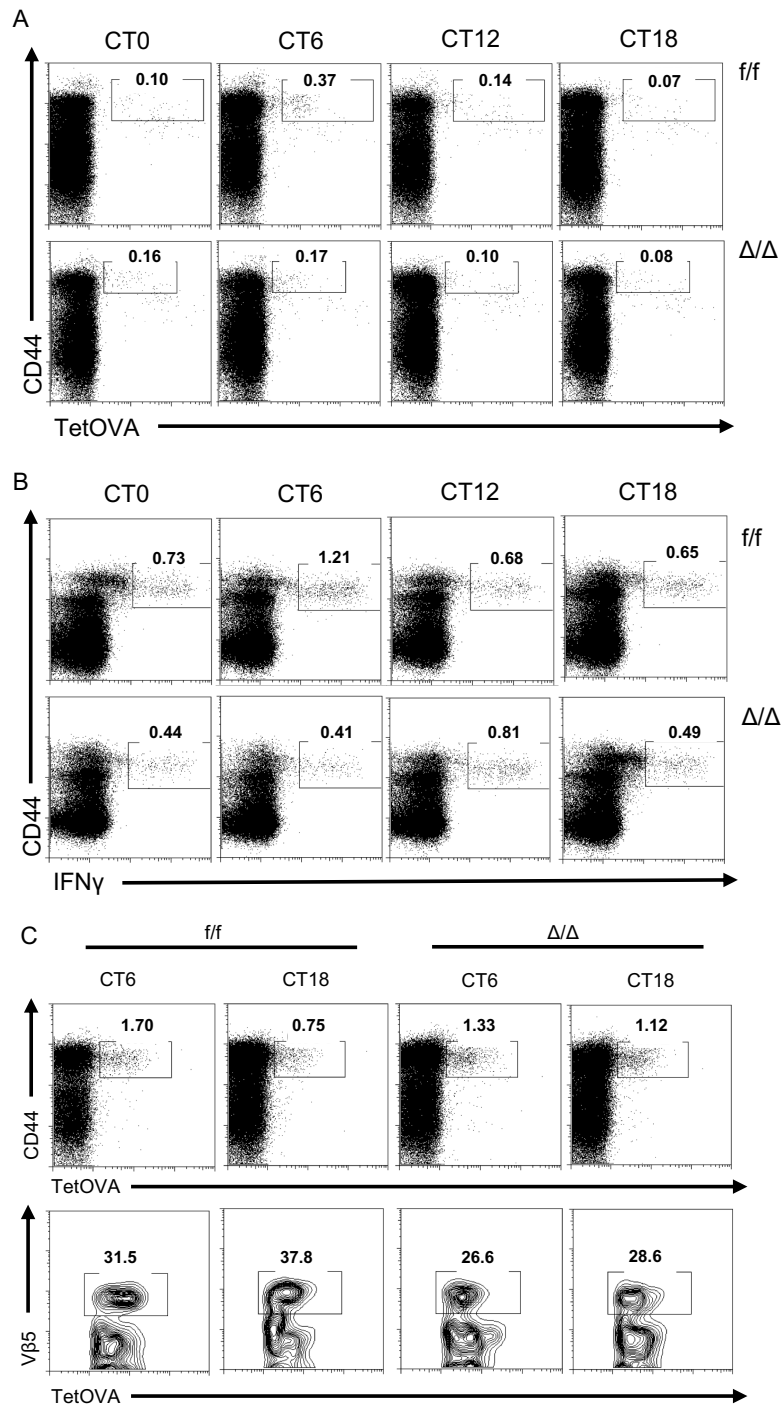 A
CT0 CT6 CT12 CT18
f/f
0.10 0.37 0.14 0.07
Δ/Δ
0.16 0.17 0.10 0.08
CD44
TetOVA
B
CT0 CT6 CT12 CT18
f/f
0.73 1.21 0.68 0.65
Δ/Δ
0.44 0.41 0.81 0.49
CD44
IFNγ
C
f/f Δ/Δ
CT6 CT18 CT6 CT18
1.70 0.75 1.33 1.12
CD44
TetOVA
31.5 37.8 26.6 28.6
Vβ5
TetOVA